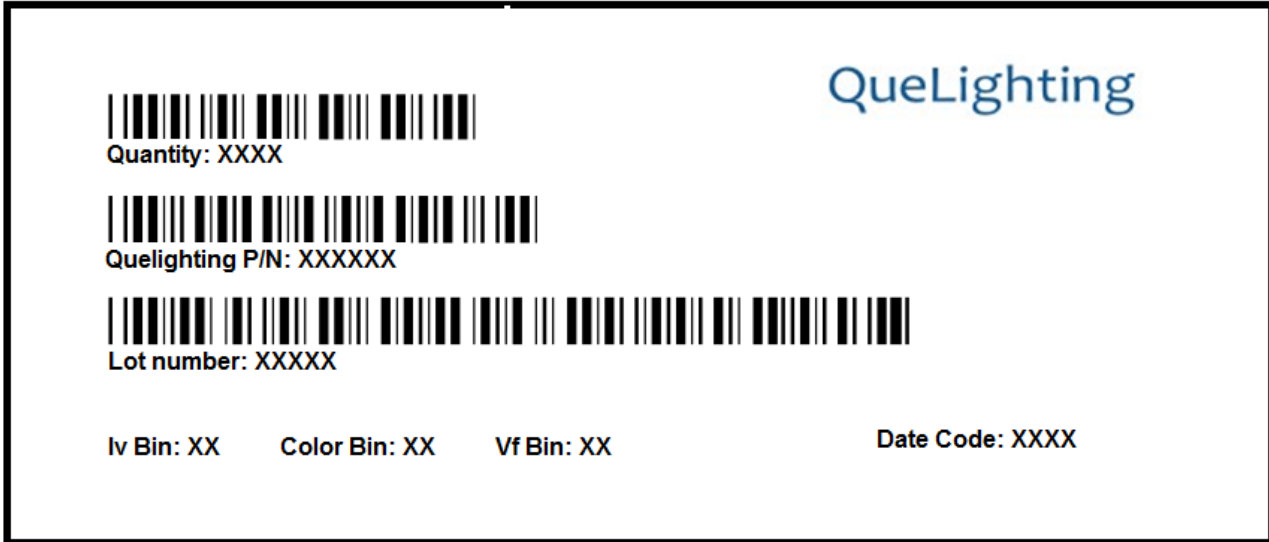 QueLighting
Quantity: XXXX
Quelighting P/N: XXXXXX
Lot number: XXXXX
Iv Bin: XX Color Bin: XX Vf Bin: XX Date Code: XXXX